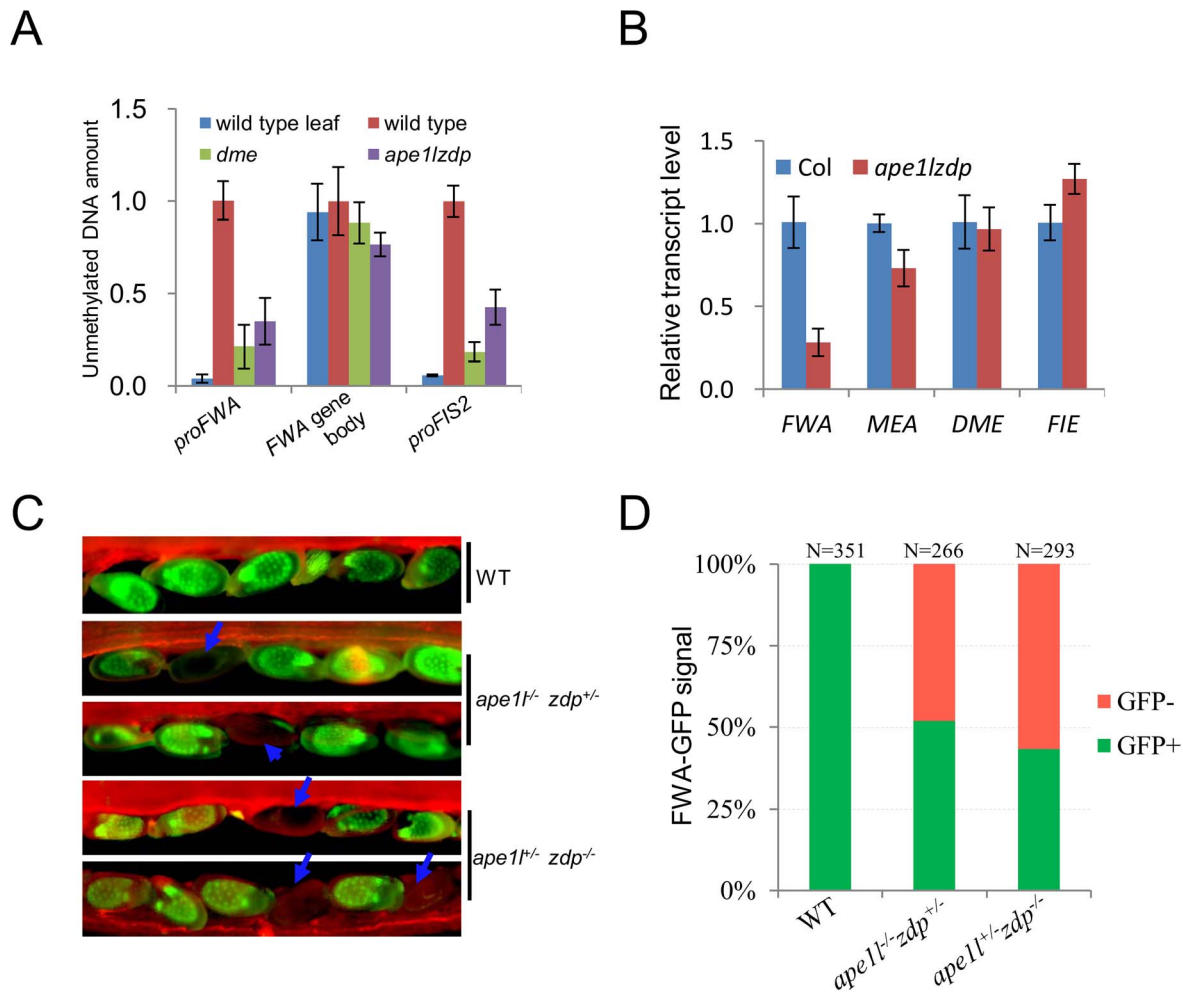 A
Unmethylated DNA amount
1.5
1.0
0.5
0.0
wild type leaf
wild type
dme
ape1lzdp
proFWA
FWA gene
body
proFIS2
B
Relative transcript level
1.5
1.0
0.5
0.0
Col
ape1lzdp
FWA
MEA
DME
FIE
C
WT
ape1l-/- zdp+/-
ape1l+/- zdp-/-
D
FWA-GFP signal
N=351
N=266
N=293
100%
75%
50%
25%
0%
GFP-
GFP+
WT
ape1l-/-zdp+/-
ape1l+/-zdp-/-